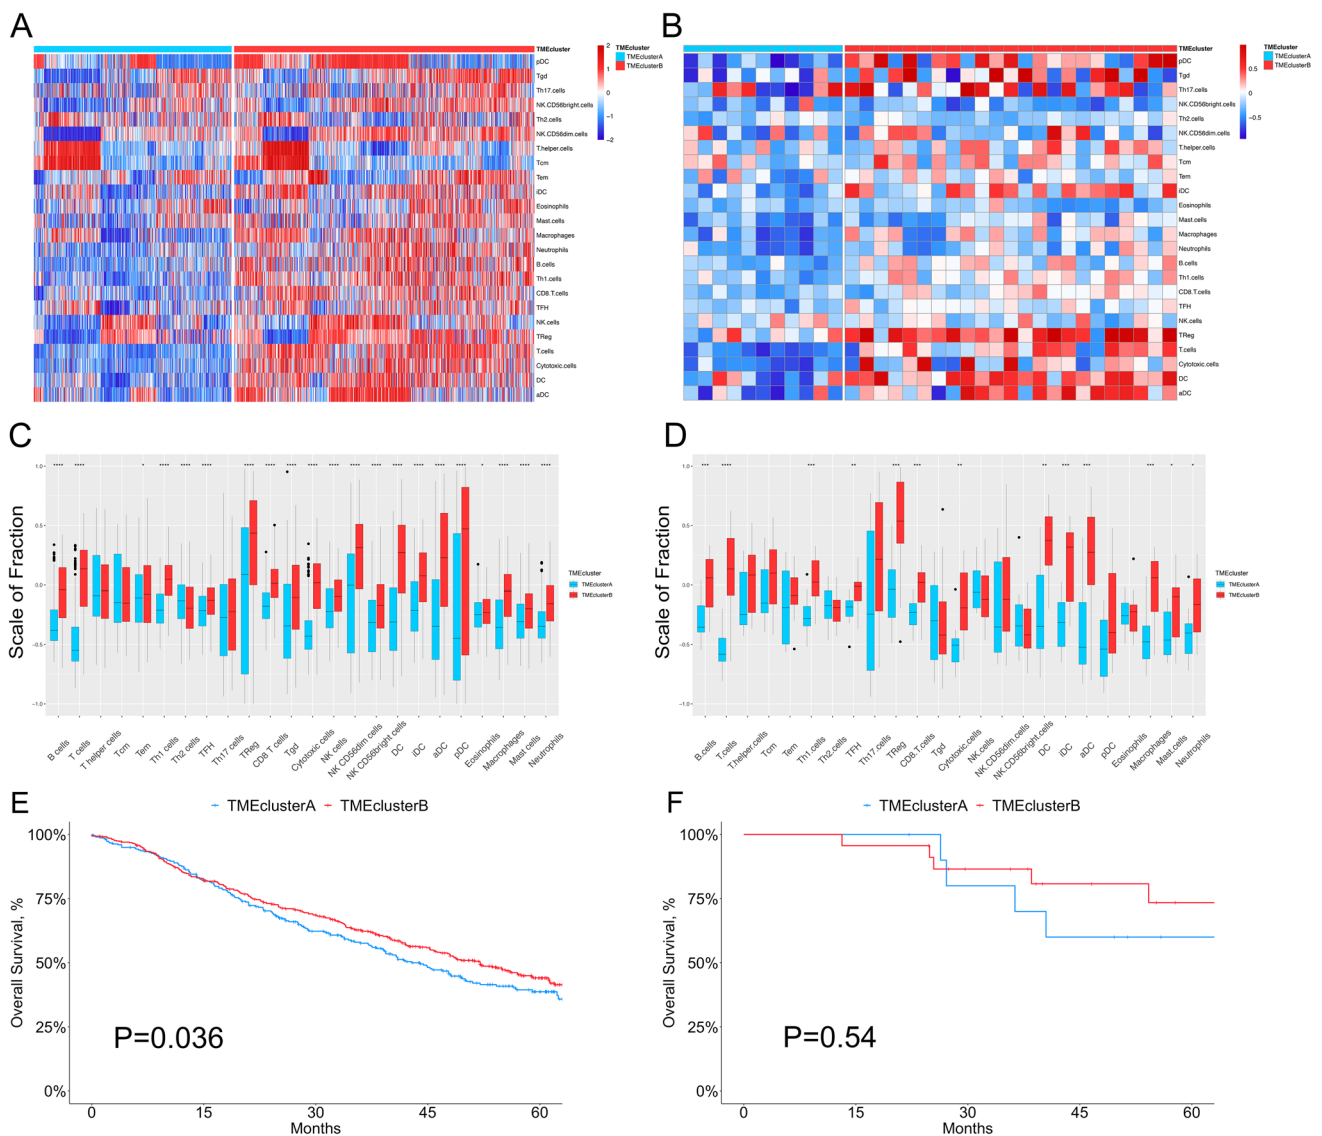 A
TMEcluster
pDC
Tgd
Th17.cells
NK.CD56bright.cells
Th2.cells
NK.CD56dim.cells
T.helper.cells
Tcm
Tem
iDC
Eosinophils
Mast.cells
Macrophages
Neutrophils
B.cells
Th1.cells
CD8.T.cells
TFH
NK.cells
TReg
T.cells
Cytotoxic.cells
DC
aDC
2
1
0
−1
−2
TMEcluster
TMEclusterA
TMEclusterB
B
TMEcluster
pDC
Tgd
Th17.cells
NK.CD56bright.cells
Th2.cells
NK.CD56dim.cells
T.helper.cells
Tcm
Tem
iDC
Eosinophils
Mast.cells
Macrophages
Neutrophils
B.cells
Th1.cells
CD8.T.cells
TFH
NK.cells
TReg
T.cells
Cytotoxic.cells
DC
aDC
0.5
0
−0.5
TMEcluster
TMEclusterA
TMEclusterB
C
Scale of Fraction
1.0
0.5
0.0
−0.5
−1.0
**** **** * **** **** **** **** **** **** **** **** **** **** **** **** **** * **** **** ****
B cells
T cells
T helper cells
Tcm
Tem
Th1 cells
Th2 cells
TFH
Th17 cells
TReg
CD8 T cells
Tgd
Cytotoxic cells
NK cells
NK CD56dim cells
NK CD56bright cells
DC
iDC
aDC
pDC
Eosinophils
Macrophages
Mast cells
Neutrophils
TMEcluster
TMEclusterA
TMEclusterB
D
Scale of Fraction
1.0
0.5
0.0
−0.5
−1.0
*** **** *** ** *** *** ** ** *** *** *** * *
B.cells
T.cells
T.helper.cells
Tcm
Tem
Th1.cells
Th2.cells
TFH
Th17.cells
TReg
CD8.T.cells
Tgd
Cytotoxic.cells
NK.cells
NK.CD56dim.cells
NK.CD56bright.cells
DC
iDC
aDC
pDC
Eosinophils
Macrophages
Mast.cells
Neutrophils
TMEcluster
TMEclusterA
TMEclusterB
E
TMEclusterA TMEclusterB
Overall Survival, %
100%
75%
50%
25%
0%
P=0.036
0 15 30 45 60
Months
F
TMEclusterA TMEclusterB
Overall Survival, %
100%
75%
50%
25%
0%
P=0.54
0 15 30 45 60
Months